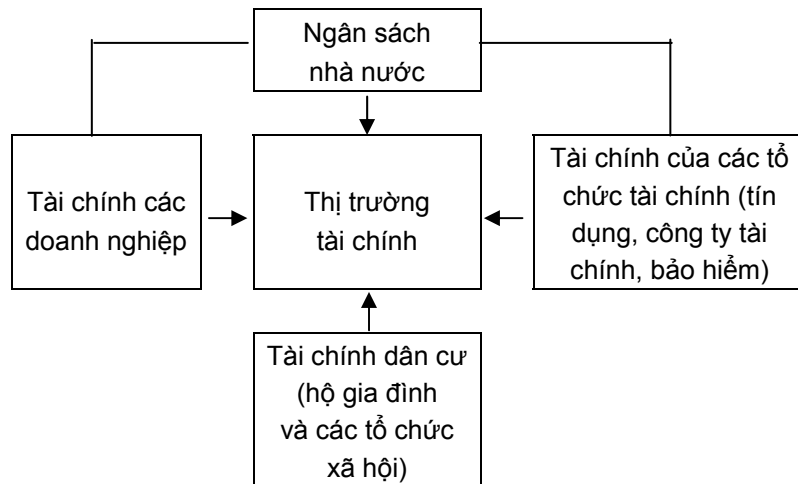 Ngân sách
nhà nước
Tài chính các
doanh nghiệp
Thị trường
tài chính
Tài chính của các tổ
chức tài chính (tín
dụng, công ty tài
chính, bảo hiểm)
Tài chính dân cư
(hộ gia đình
và các tổ chức
xã hội)